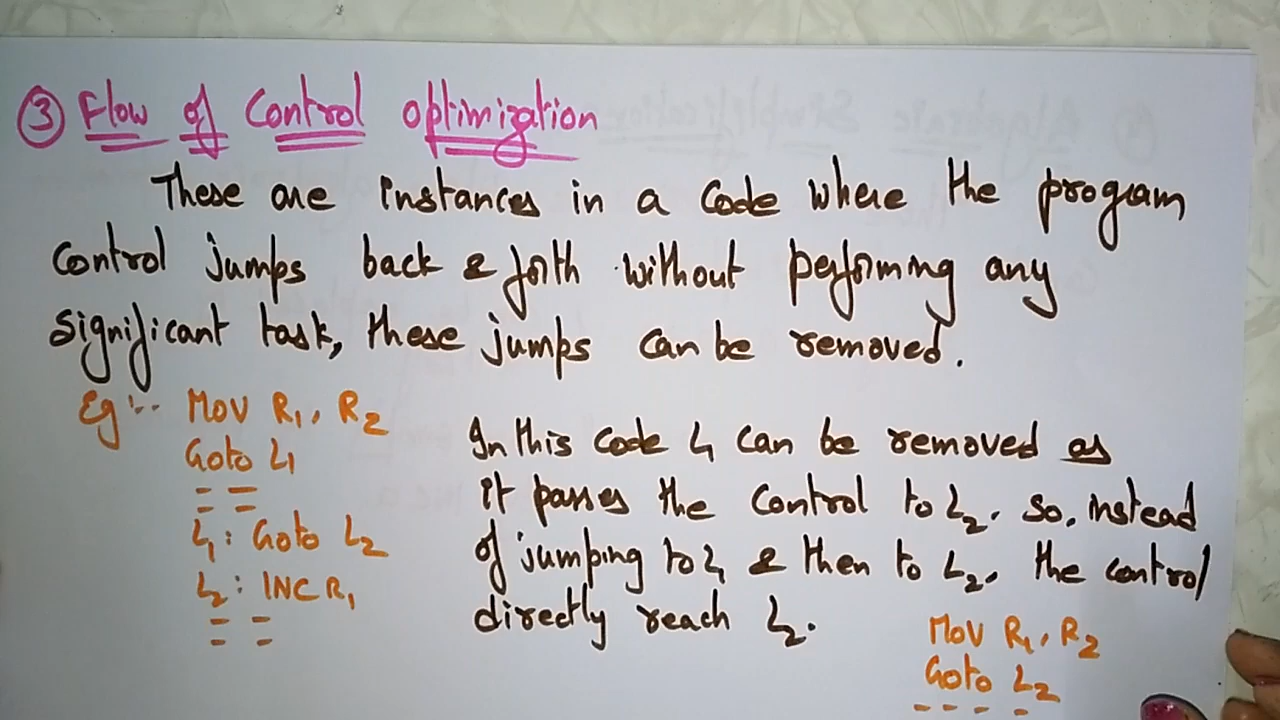 ③ Flow of Control optimization
These are instances in a code where the program
control jumps back & forth without performing any
significant task, these jumps can be removed.
Eg:- Mov R1, R2
Goto L1
L1: Goto L2
L2: INC R1
In this code L1 can be removed as
it passes the control to L2. so, instead
of jumping to L1 & then to L2, the control
directly reach L2.
Mov R1, R2
Goto L2